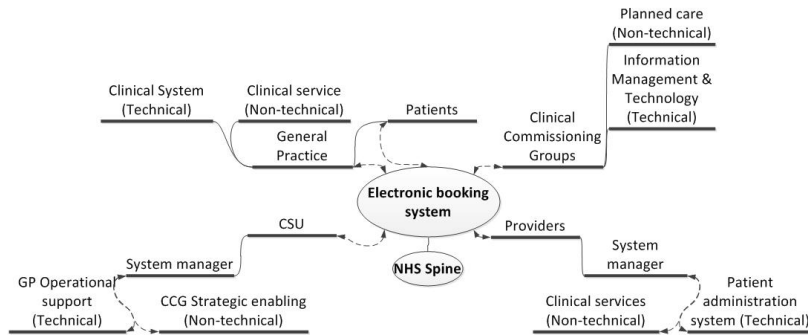 Planned care
(Non-technical)
Information
Management &
Technology
(Technical)
Clinical System
(Technical)
Clinical service
(Non-technical)
General
Practice
Patients
Clinical
Commissioning
Groups
Electronic booking
system
NHS Spine
CSU
System manager
GP Operational
support
(Technical)
CCG Strategic enabling
(Non-technical)
Providers
System
manager
Clinical services
(Non-technical)
Patient
administration
system (Technical)